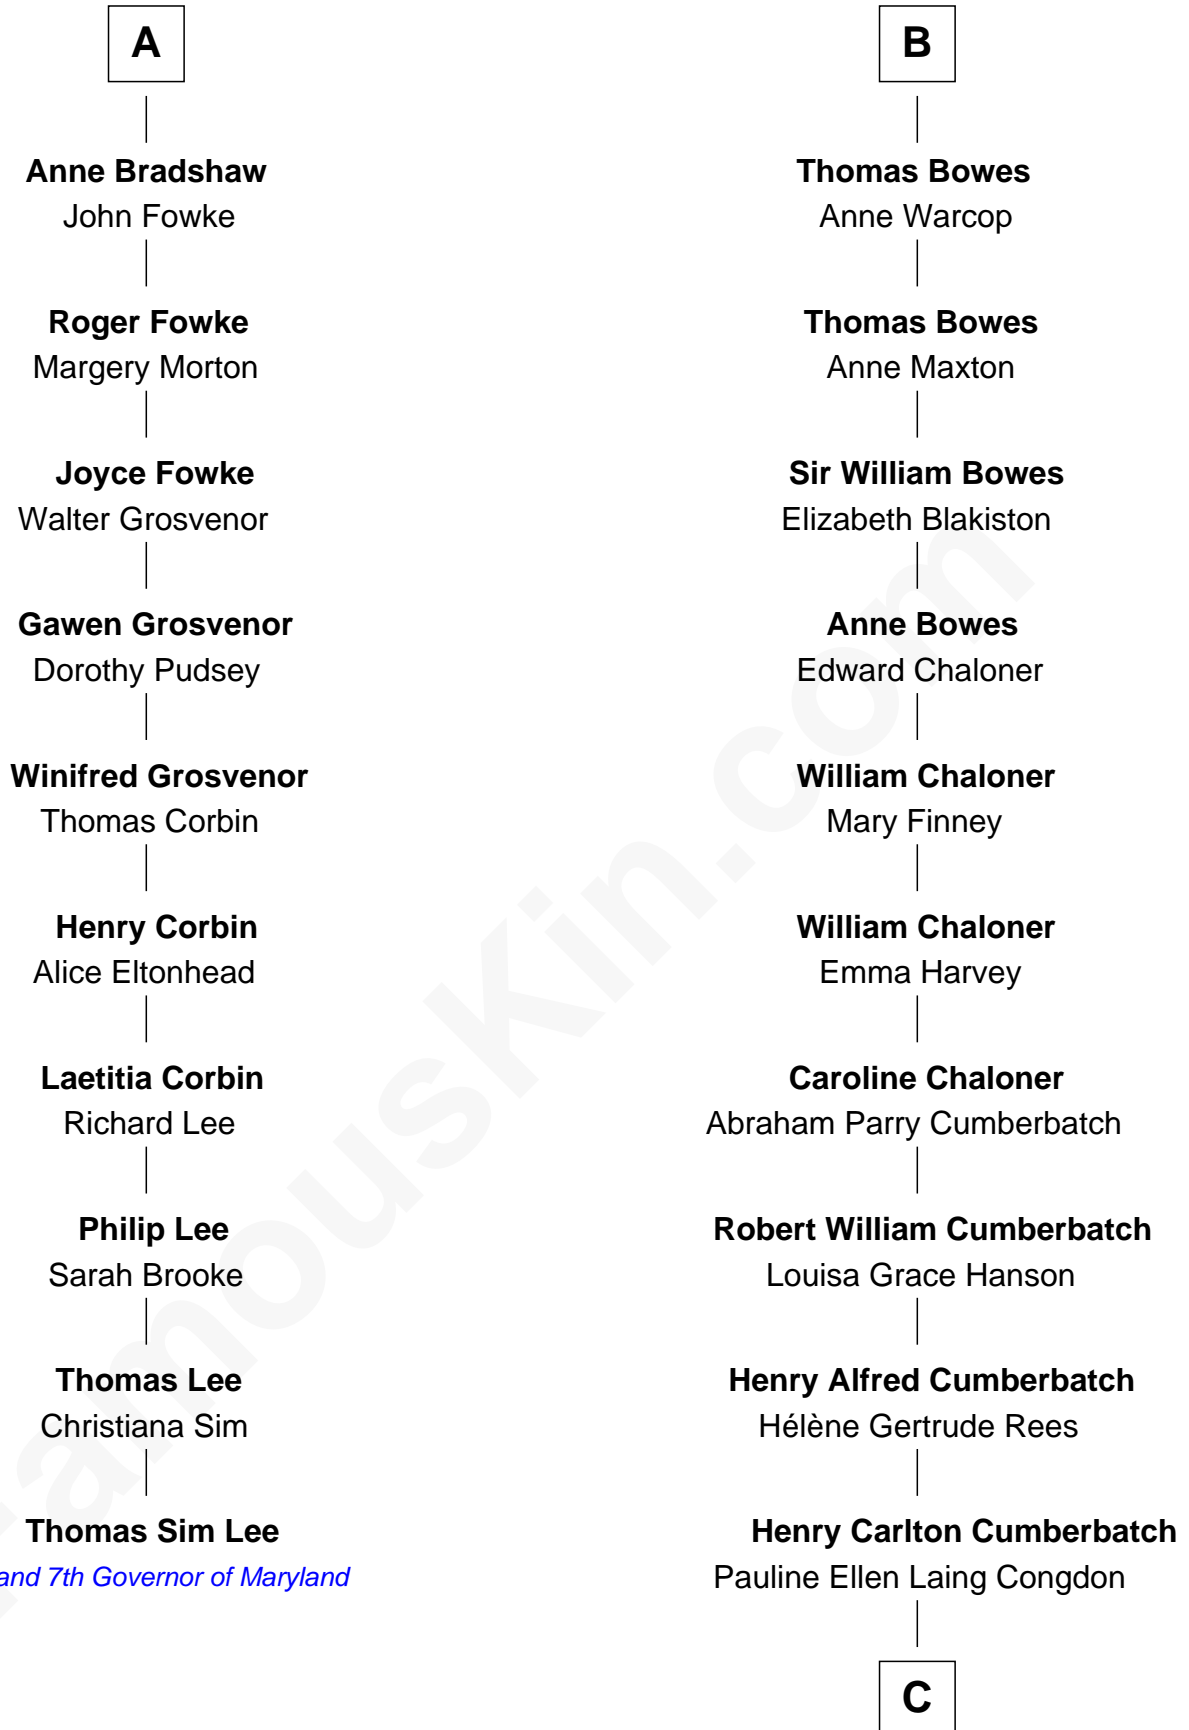 A
Anne Bradshaw
John Fowke
Roger Fowke
Margery Morton
Joyce Fowke
Walter Grosvenor
Gawen Grosvenor
Dorothy Pudsey
Winifred Grosvenor
Thomas Corbin
Henry Corbin
Alice Eltonhead
Laetitia Corbin
Richard Lee
Philip Lee
Sarah Brooke
Thomas Lee
Christiana Sim
Thomas Sim Lee
and 7th Governor of Maryland
B
Thomas Bowes
Anne Warcop
Thomas Bowes
Anne Maxton
Sir William Bowes
Elizabeth Blakiston
Anne Bowes
Edward Chaloner
William Chaloner
Mary Finney
William Chaloner
Emma Harvey
Caroline Chaloner
Abraham Parry Cumberbatch
Robert William Cumberbatch
Louisa Grace Hanson
Henry Alfred Cumberbatch
Hélène Gertrude Rees
Henry Carlton Cumberbatch
Pauline Ellen Laing Congdon
C
FamousKin.com